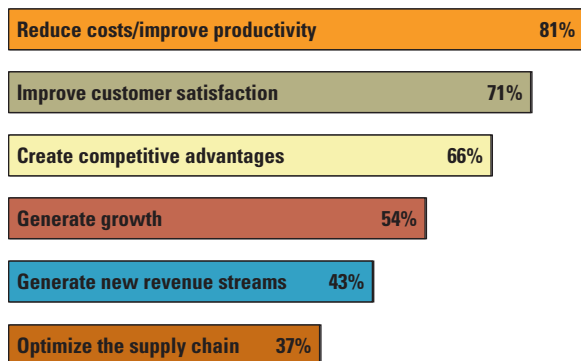 Reduce costs/improve productivity 81%
Improve customer satisfaction 71%
Create competitive advantages 66%
Generate growth 54%
Generate new revenue streams 43%
Optimize the supply chain 37%